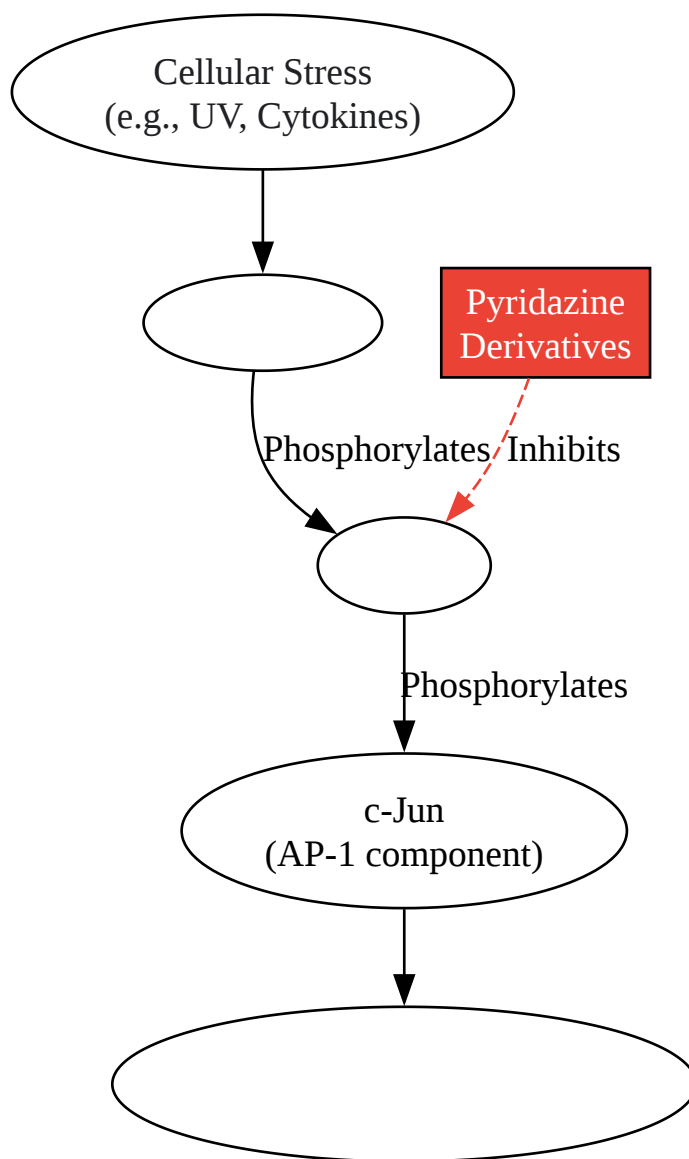 Cellular Stress
(e.g., UV, Cytokines)
Pyridazine
Derivatives
Phosphorylates
Inhibits
Phosphorylates
c-Jun
(AP-1 component)